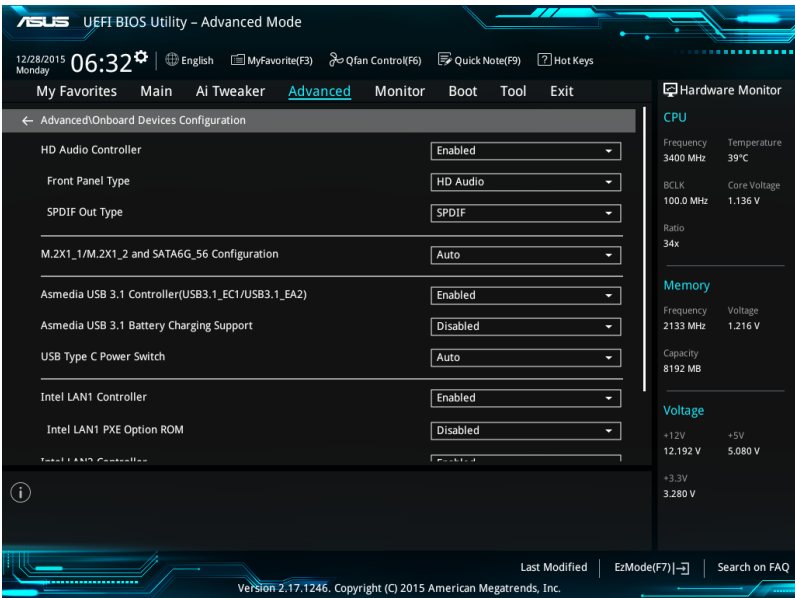 ASUS UEFI BIOS Utility – Advanced Mode
12/28/2015
Monday
06:32
English MyFavorite(F3) Qfan Control(F6) Quick Note(F9) ? Hot Keys
My Favorites Main Ai Tweaker Advanced Monitor Boot Tool Exit
Hardware Monitor
← Advanced\Onboard Devices Configuration
HD Audio Controller Enabled
Front Panel Type HD Audio
SPDIF Out Type SPDIF
M.2X1_1/M.2X1_2 and SATA6G_56 Configuration Auto
Asmedia USB 3.1 Controller(USB3.1_EC1/USB3.1_EA2) Enabled
Asmedia USB 3.1 Battery Charging Support Disabled
USB Type C Power Switch Auto
Intel LAN1 Controller Enabled
Intel LAN1 PXE Option ROM Disabled
Intel LAN2 Controller Enabled
CPU
Frequency Temperature
3400 MHz 39°C
BCLK Core Voltage
100.0 MHz 1.136 V
Ratio
34x
Memory
Frequency Voltage
2133 MHz 1.216 V
Capacity
8192 MB
Voltage
+12V +5V
12.192 V 5.080 V
+3.3V
3.280 V
Last Modified EzMode(F7) Search on FAQ
Version 2.17.1246. Copyright (C) 2015 American Megatrends, Inc.